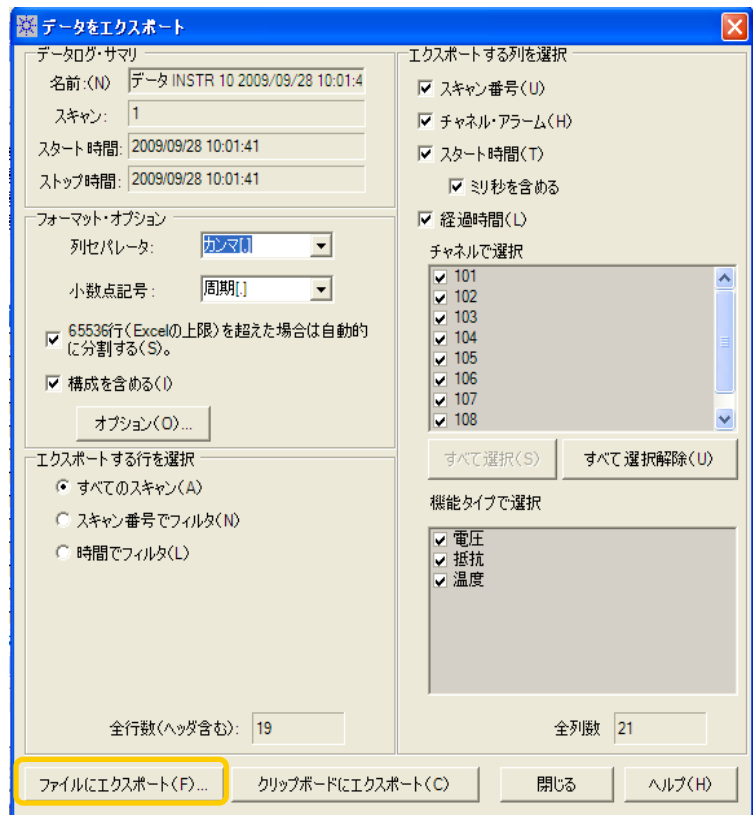 データをエクスポート
データログ・サマリ
名前:(N) データ INSTR 10 2009/09/28 10:01:4
スキャン: 1
スタート時間: 2009/09/28 10:01:41
ストップ時間: 2009/09/28 10:01:41
フォーマット・オプション
列セパレータ: カンマ[,]
小数点記号: 周期[.]
65536行(Excelの上限)を超えた場合は自動的
に分割する(S)。
構成を含める(I)
オプション(O)...
エクスポートする行を選択
すべてのスキャン(A)
スキャン番号でフィルタ(N)
時間でフィルタ(L)
全行数(ヘッダ含む): 19
エクスポートする列を選択
スキャン番号(U)
チャネル・アラーム(H)
スタート時間(T)
ミリ秒を含める
経過時間(L)
チャネルで選択
101
102
103
104
105
106
107
108
すべて選択(S) すべて選択解除(U)
機能タイプで選択
電圧
抵抗
温度
全列数 21
ファイルにエクスポート(F)... クリップボードにエクスポート(C) 閉じる ヘルプ(H)